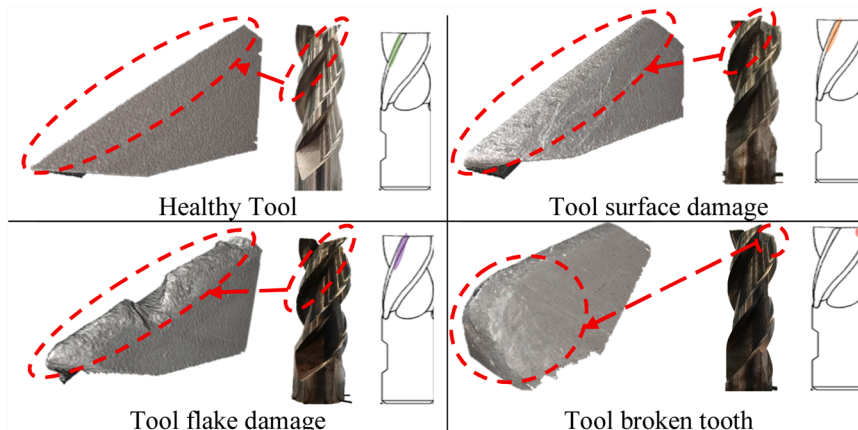 Healthy Tool
Tool surface damage
Tool flake damage
Tool broken tooth